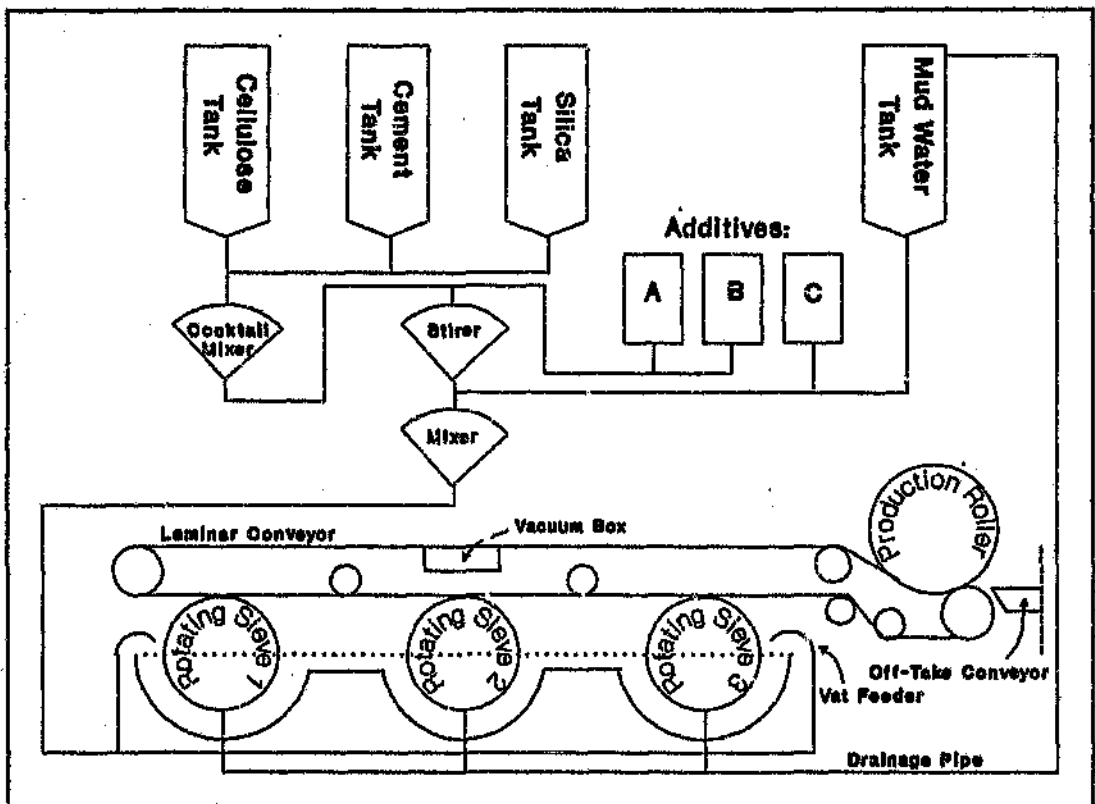 Cellulose
Tank
Cement
Tank
Silica
Tank
Mud Water
Tank
Additives:
A
B
C
Cocktail
Mixer
Stirer
Mixer
Laminar Conveyor
Vacuum Box
Production Roller
Rotating Sieve 1
Rotating Sieve 2
Rotating Sieve 3
Off-Take Conveyor
Vat Feeder
Drainage Pipe